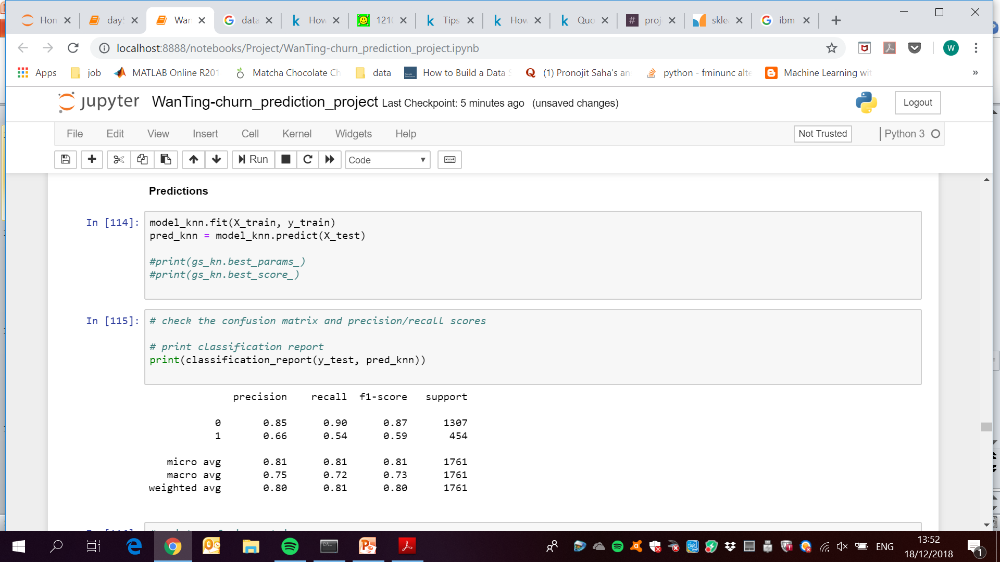 Hon
day
Wan
data
How
1210
Tips
How
Quo
proj
skle
ibm
localhost:8888/notebooks/Project/WanTing-churn_prediction_project.ipynb
W
Apps
job
MATLAB Online R201
Matcha Chocolate Ch
data
How to Build a Data S
(1) Pronojit Saha's an
python - fminunc alte
Machine Learning wit
»
jupyter WanTing-churn_prediction_project Last Checkpoint: 5 minutes ago (unsaved changes)
Logout
File Edit View Insert Cell Kernel Widgets Help
Not Trusted
Python 3
Run
Code
Predictions
In [114]:
model_knn.fit(X_train, y_train)
pred_knn = model_knn.predict(X_test)
#print(gs_kn.best_params_)
#print(gs_kn.best_score_)
In [115]:
# check the confusion matrix and precision/recall scores
# print classification report
print(classification_report(y_test, pred_knn))
precision recall f1-score support
0 0.85 0.90 0.87 1307
1 0.66 0.54 0.59 454
micro avg 0.81 0.81 0.81 1761
macro avg 0.75 0.72 0.73 1761
weighted avg 0.80 0.81 0.80 1761
ENG
13:52
18/12/2018
1